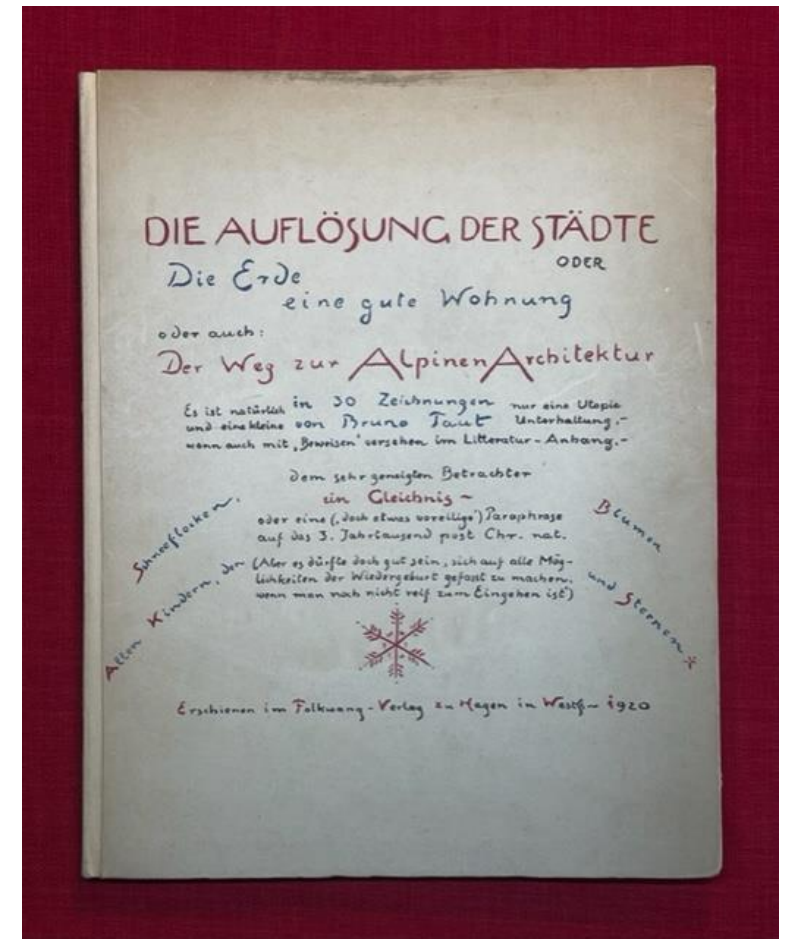 DIE AUFLÖSUNG DER STÄDTE
ODER
Die Erde
eine gute Wohnung
oder auch:
Der Weg zur Alpinen Architektur
Es ist natürlich in 30 Zeichnungen nur eine Utopie
und eine kleine von Bruno Taut Unterhaltung,-
wenn auch mit „Beweisen" versehen im Litteratur-Anhang.-
dem sehr geneigten Betrachter
ein Gleichnis ~
oder eine („doch etwas voreilige") Paraphrase
auf das 3. Jahrtausend post Chr. nat.
(Aber es dürfte doch gut sein, sich auf alle Mög-
lichkeiten der Wiedergeburt gefasst zu machen,
wenn man noch nicht reif zum Eingehen ist")
Allen Kindern, den
Schneeflocken,
Blumen
und Sternen *
Erschienen im Folkwang-Verlag zu Hagen in Westf~ 1920